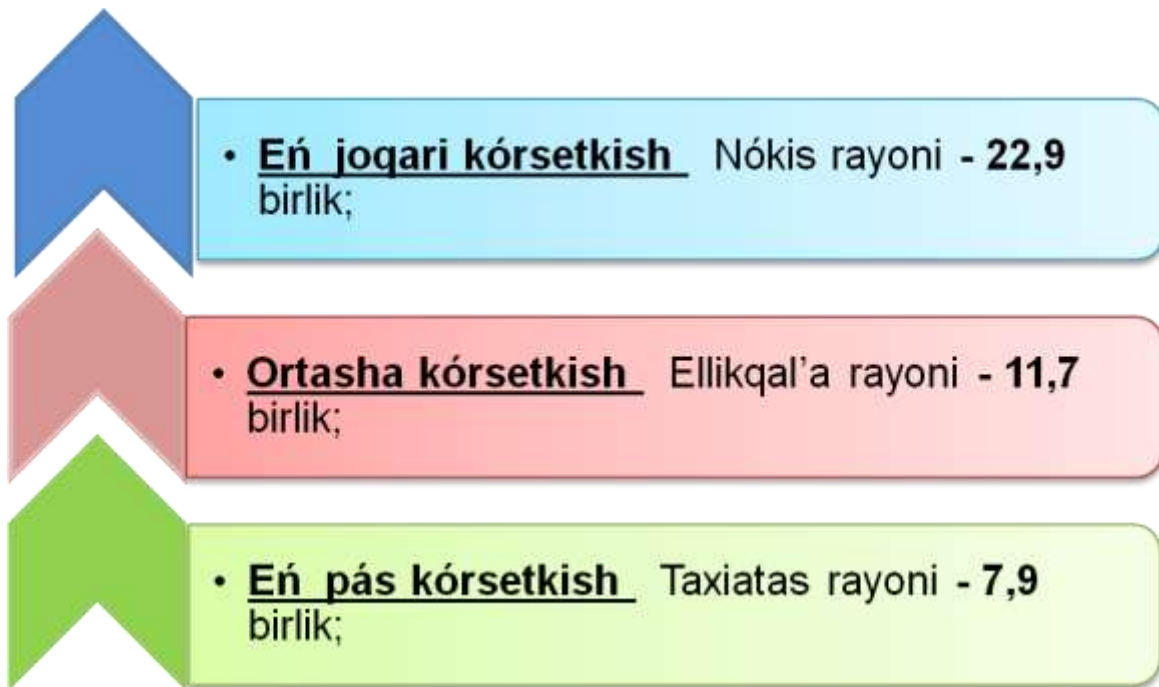 • Eń joqari kórsetkish Nókis rayoni - 22,9
birlik;
• Ortasha kórsetkish Ellikqal’a rayoni - 11,7
birlik;
• Eń pás kórsetkish Taxiatas rayoni - 7,9
birlik;